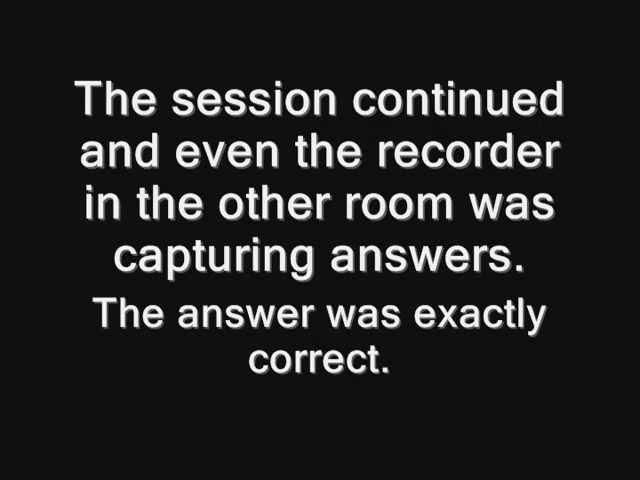 The session continued
and even the recorder
in the other room was
capturing answers.
The answer was exactly
correct.